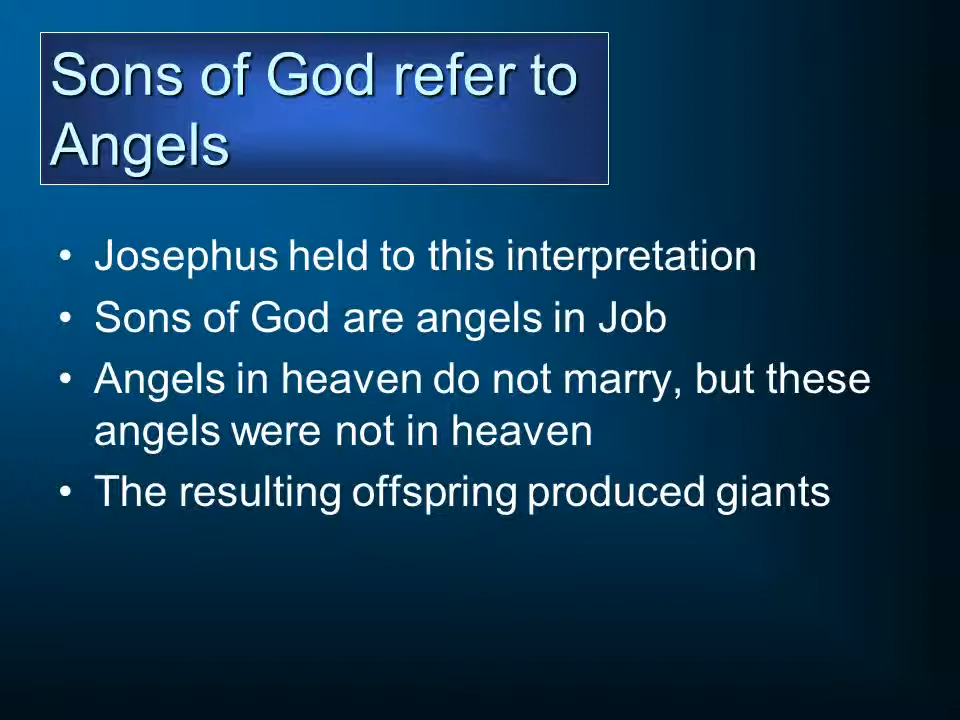 Sons of God refer to
Angels
• Josephus held to this interpretation
• Sons of God are angels in Job
• Angels in heaven do not marry, but these
angels were not in heaven
• The resulting offspring produced giants